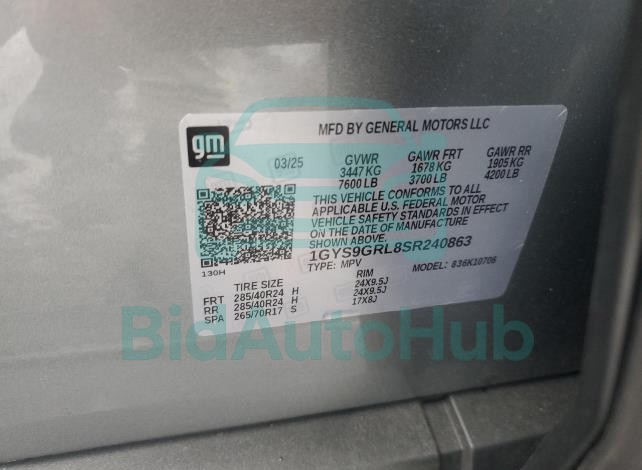 gm
MFD BY GENERAL MOTORS LLC
03/25 GVWR GAWR FRT GAWR RR
3447 KG 1678 KG 1905 KG
7600 LB 3700 LB 4200 LB
THIS VEHICLE CONFORMS TO ALL
APPLICABLE U.S. FEDERAL MOTOR
VEHICLE SAFETY STANDARDS IN EFFECT
ON THE DATE OF MANUFACTURE
SHOWN ABOVE.
1GYS9GRL8SR240863
TYPE: MPV MODEL: 836K10706
130H
TIRE SIZE RIM
FRT 285/40R24 H 24X9.5J
RR 285/40R24 H 24X9.5J
SPA 265/70R17 S 17X8J
BidAutoHub